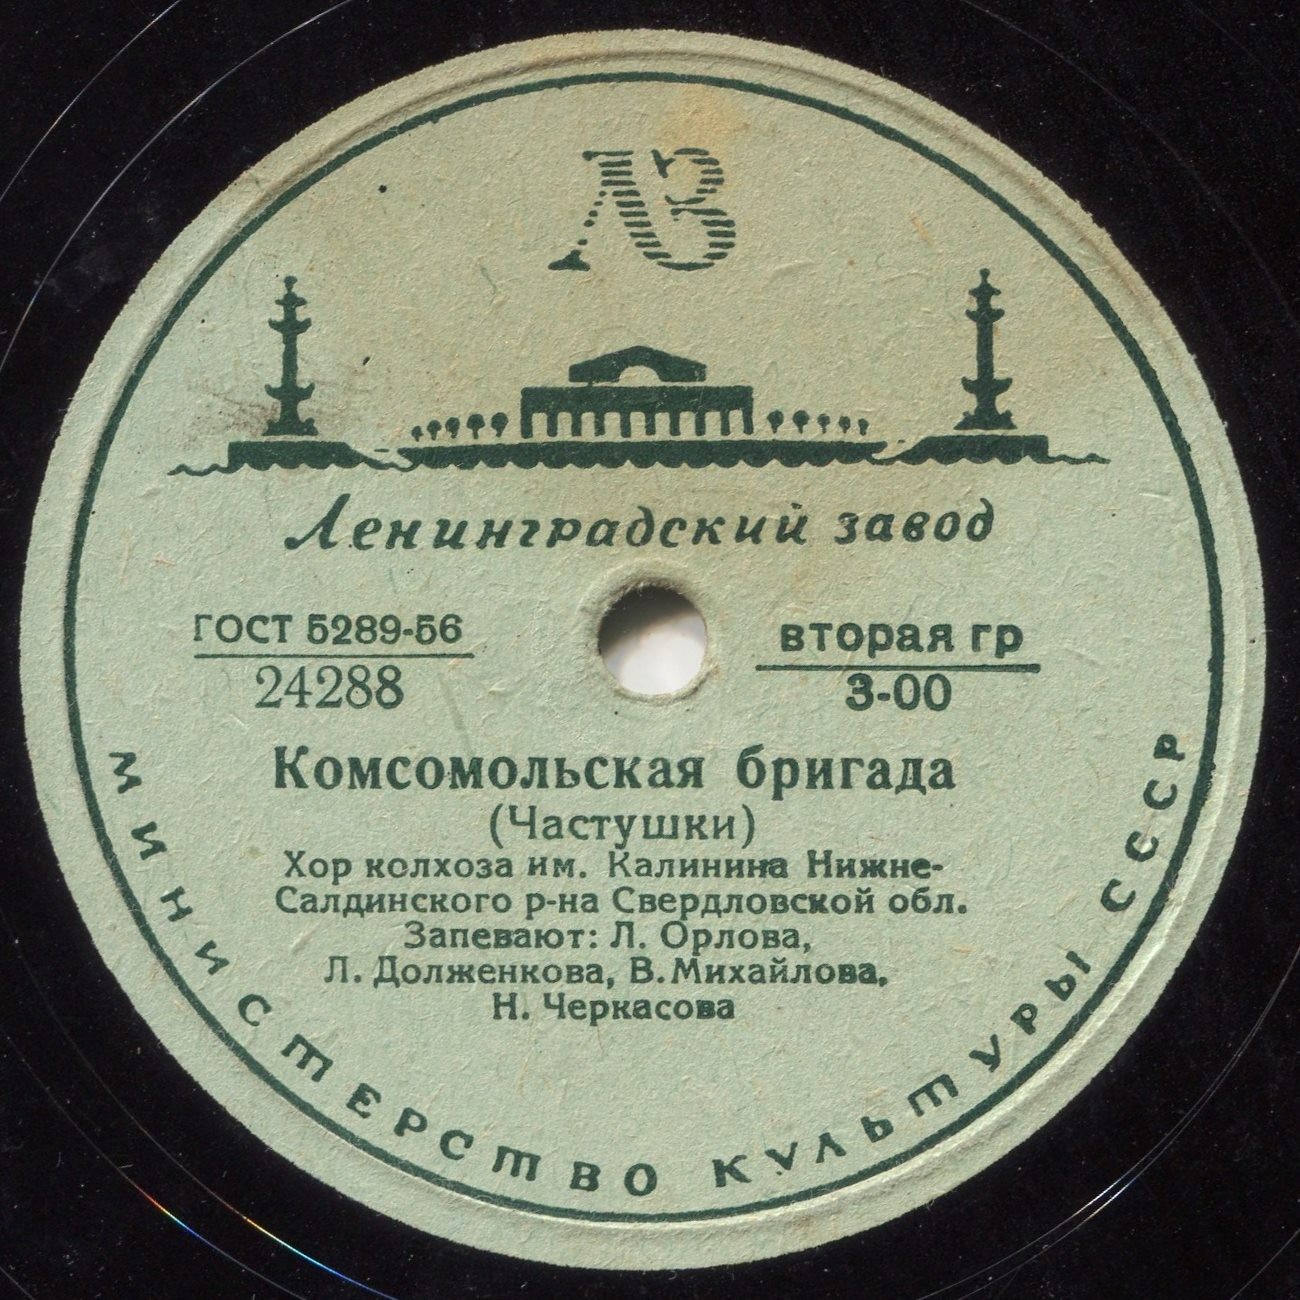 ЛЗ
Ленинградский завод
ГОСТ 5289-56
24288
вторая гр
3-00
Комсомольская бригада
(Частушки)
Хор колхоза им. Калинина Нижне-
Салдинского р-на Свердловской обл.
Запевают: Л. Орлова,
Л. Долженкова, В. Михайлова,
Н. Черкасова
МИНИСТЕРСТВО КУЛЬТУРЫ СССР